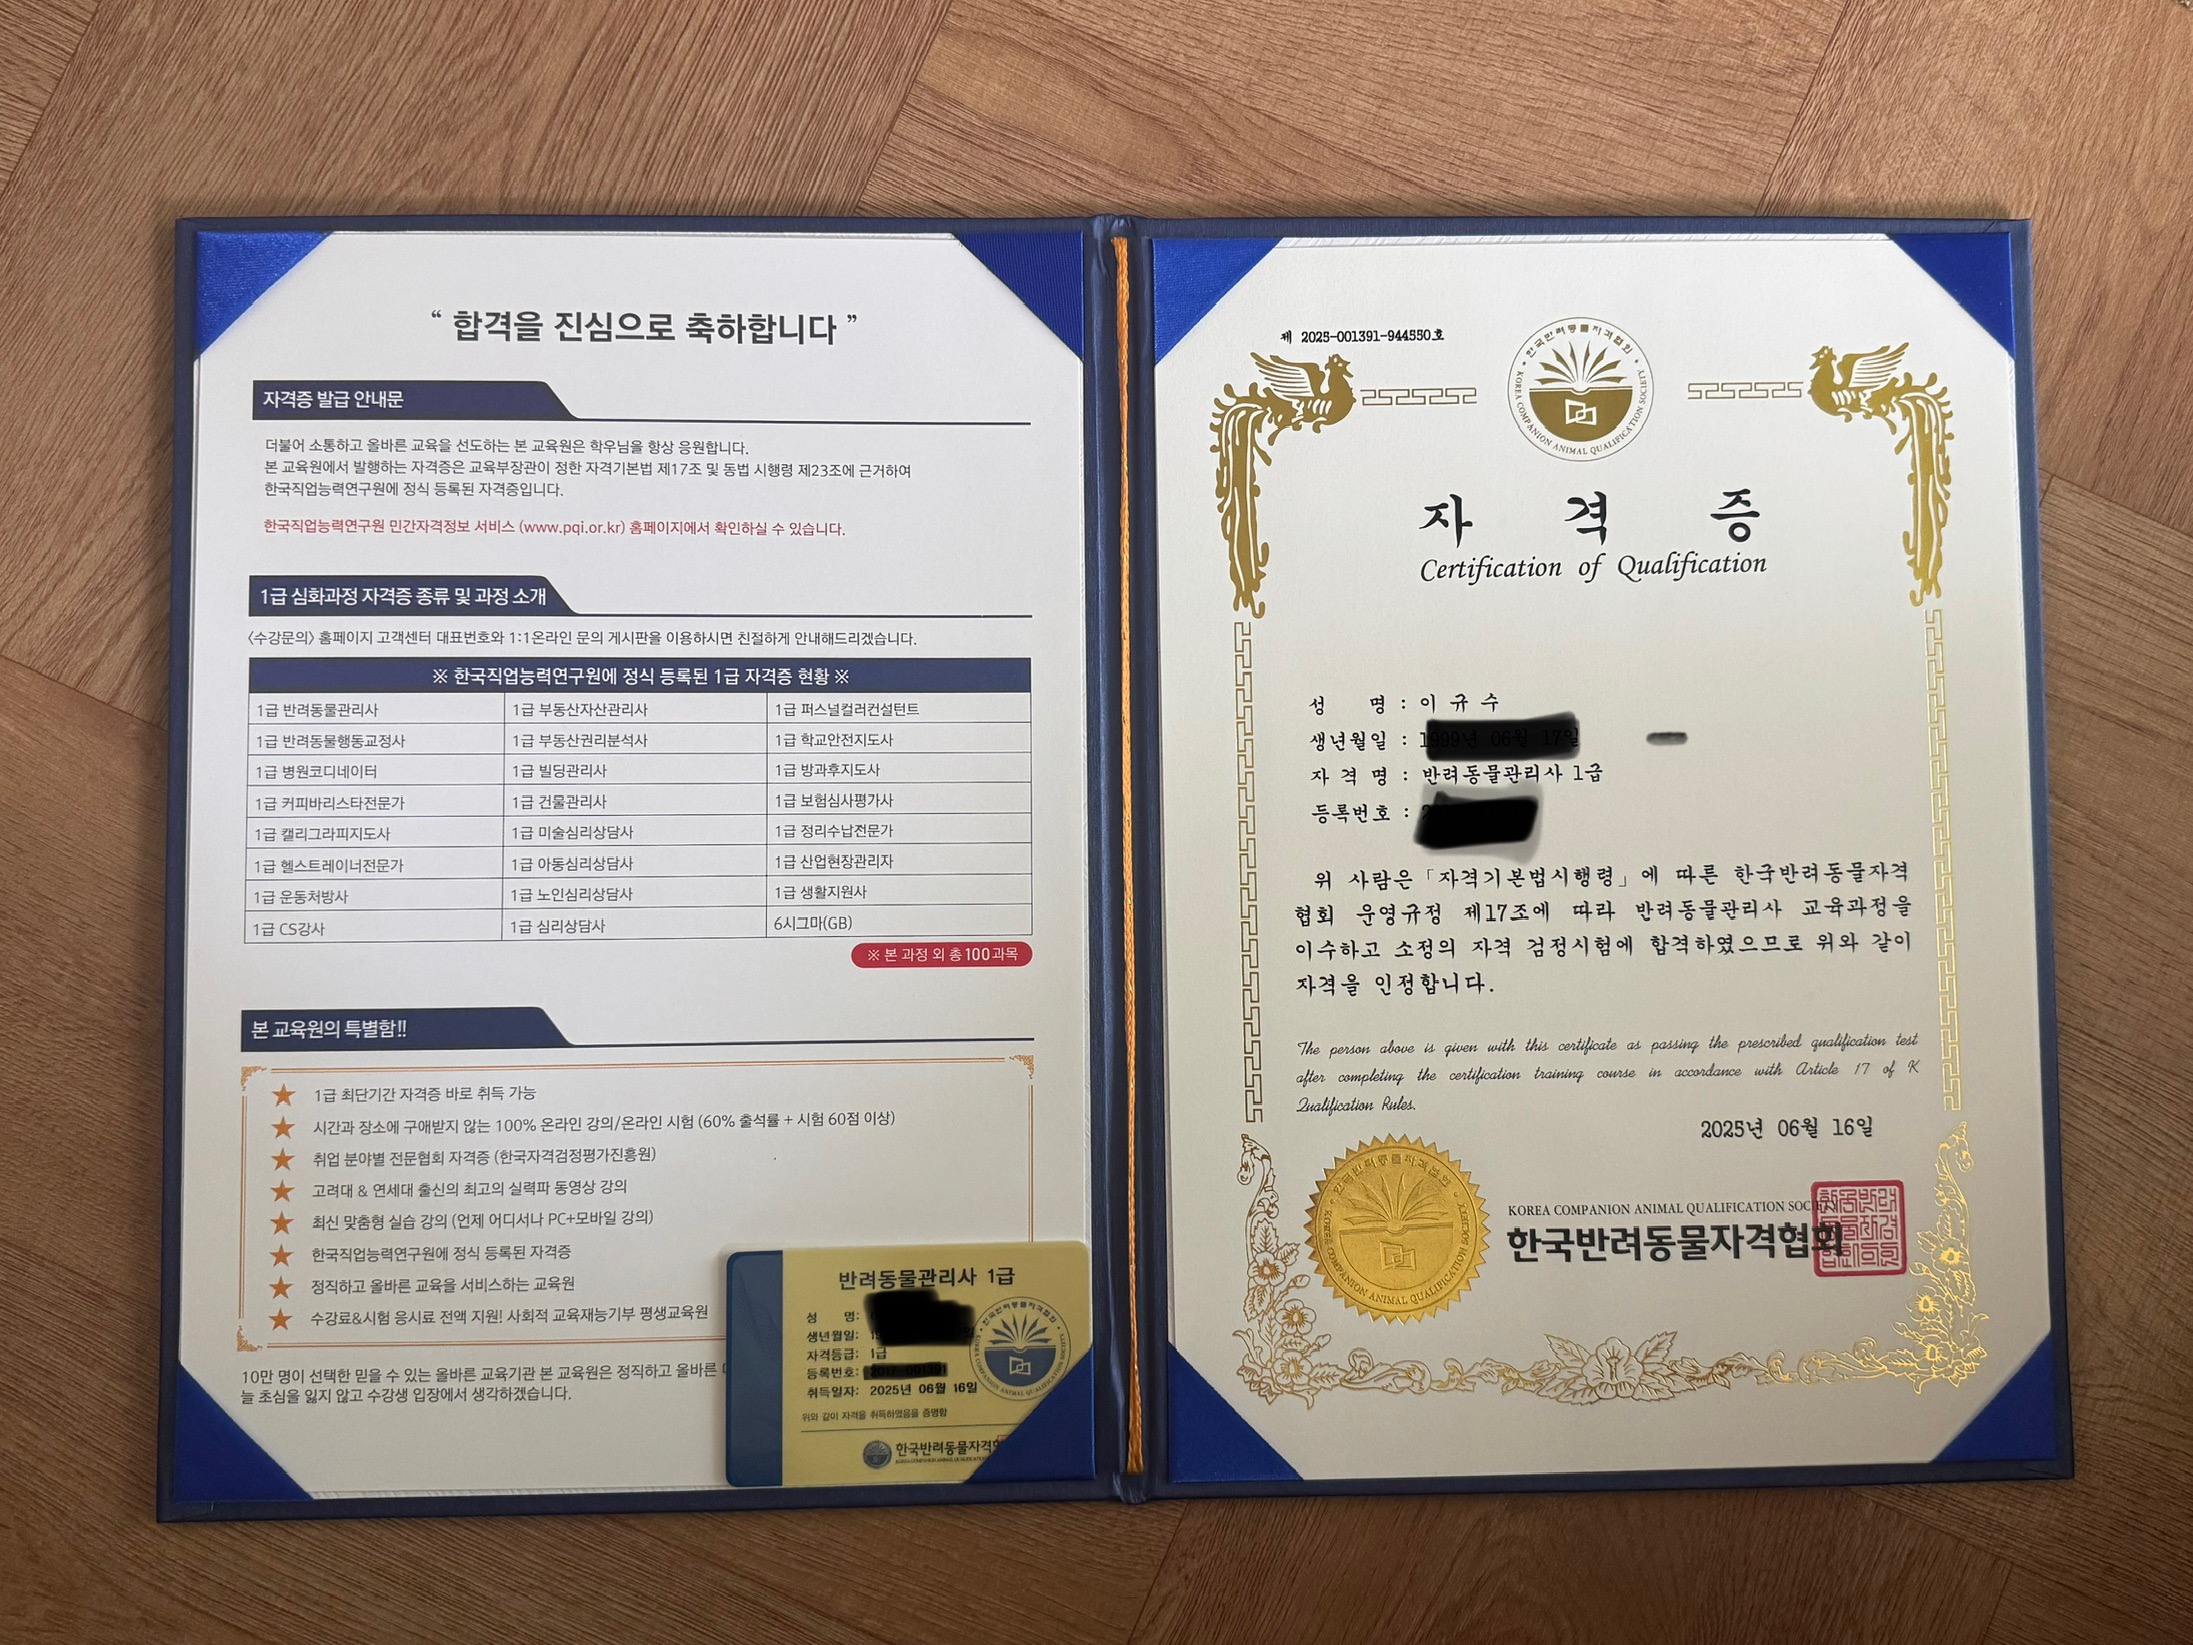 “ 합격을 진심으로 축하합니다 ”
자격증 발급 안내문
더불어 소통하고 올바른 교육을 선도하는 본 교육원은 학우님을 항상 응원합니다.
본 교육원에서 발행하는 자격증은 교육부장관이 정한 자격기본법 제17조 및 동법 시행령 제23조에 근거하여
한국직업능력연구원에 정식 등록된 자격증입니다.
한국직업능력연구원 민간자격정보 서비스 (www.pqi.or.kr) 홈페이지에서 확인하실 수 있습니다.
1급 심화과정 자격증 종류 및 과정 소개
<수강문의> 홈페이지 고객센터 대표번호와 1:1온라인 문의 게시판을 이용하시면 친절하게 안내해드리겠습니다.
※ 한국직업능력연구원에 정식 등록된 1급 자격증 현황 ※
1급 반려동물관리사 1급 부동산자산관리사 1급 퍼스널컬러컨설턴트
1급 반려동물행동교정사 1급 부동산권리분석사 1급 학교안전지도사
1급 병원코디네이터 1급 빌딩관리사 1급 방과후지도사
1급 커피바리스타전문가 1급 건물관리사 1급 보험심사평가사
1급 캘리그라피지도사 1급 미술심리상담사 1급 정리수납전문가
1급 헬스트레이너전문가 1급 아동심리상담사 1급 산업현장관리자
1급 운동처방사 1급 노인심리상담사 1급 생활지원사
1급 CS강사 1급 심리상담사 6시그마(GB)
※ 본 과정 외 총 100과목
본 교육원의 특별함!!
★ 1급 최단기간 자격증 바로 취득 가능
★ 시간과 장소에 구애받지 않는 100% 온라인 강의/온라인 시험 (60% 출석률 + 시험 60점 이상)
★ 취업 분야별 전문협회 자격증 (한국자격검정평가진흥원)
★ 고려대 & 연세대 출신의 최고의 실력파 동영상 강의
★ 최신 맞춤형 실습 강의 (언제 어디서나 PC+모바일 강의)
★ 한국직업능력연구원에 정식 등록된 자격증
★ 정직하고 올바른 교육을 서비스하는 교육원
★ 수강료&시험 응시료 전액 지원! 사회적 교육재능기부 평생교육원
10만 명이 선택한 믿을 수 있는 올바른 교육기관 본 교육원은 정직하고 올바른
늘 초심을 잃지 않고 수강생 입장에서 생각하겠습니다.
반려동물관리사 1급
성 명:
생년월일:
자격등급: 1급
등록번호:
취득일자: 2025년 06월 16일
위와 같이 자격을 취득하였음을 증명함
한국반려동물자격
제 2025-001391-944550호
한국반려동물자격협회
KOREA COMPANION ANIMAL QUALIFICATION SOCIETY
자 격 증
Certification of Qualification
성 명 : 이 규 수
생년월일 :
자 격 명 : 반려동물관리사 1급
등록번호 :
위 사람은 「자격기본법시행령」에 따른 한국반려동물자격
협회 운영규정 제17조에 따라 반려동물관리사 교육과정을
이수하고 소정의 자격 검정시험에 합격하였으므로 위와 같이
자격을 인정합니다.
The person above is given with this certificate as passing the prescribed qualification test
after completing the certification training course in accordance with Article 17 of K
Qualification Rules.
2025년 06월 16일
KOREA COMPANION ANIMAL QUALIFICATION SOCIETY
한국반려동물자격협회